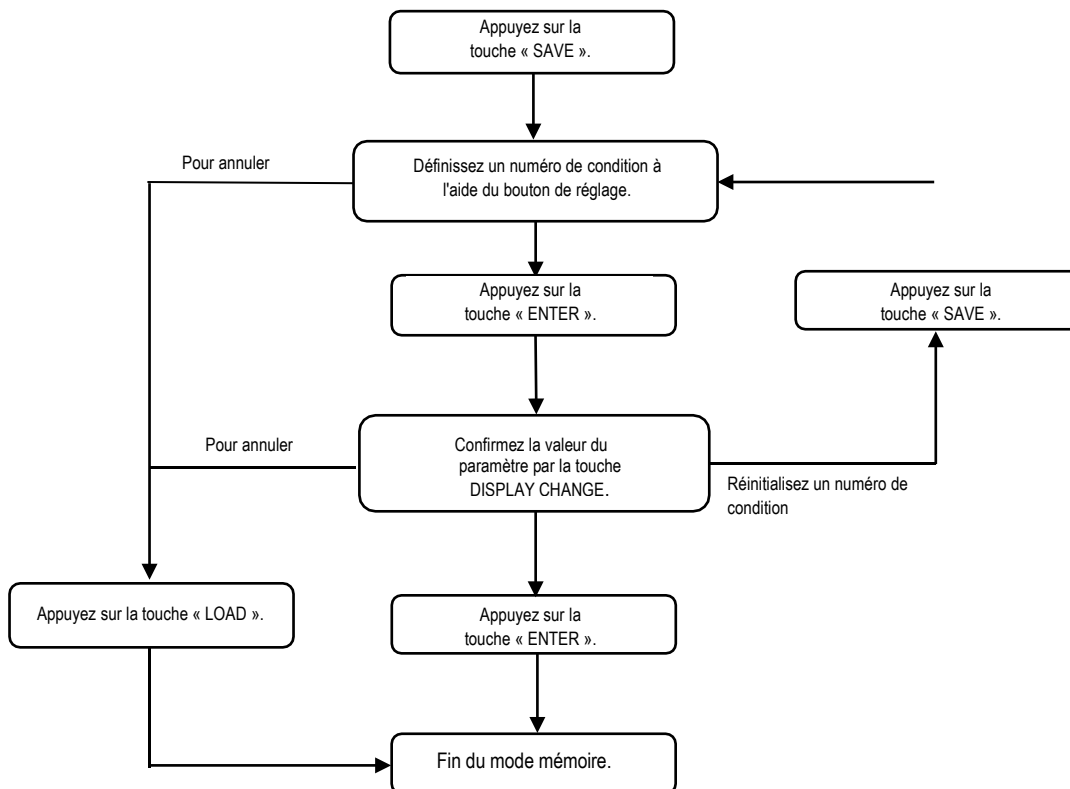 Appuyez sur la
touche « SAVE ».
Pour annuler
Définissez un numéro de condition à
l'aide du bouton de réglage.
Appuyez sur la
touche « ENTER ».
Appuyez sur la
touche « SAVE ».
Pour annuler
Confirmez la valeur du
paramètre par la touche
DISPLAY CHANGE.
Réinitialisez un numéro de
condition
Appuyez sur la touche « LOAD ».
Appuyez sur la
touche « ENTER ».
Fin du mode mémoire.